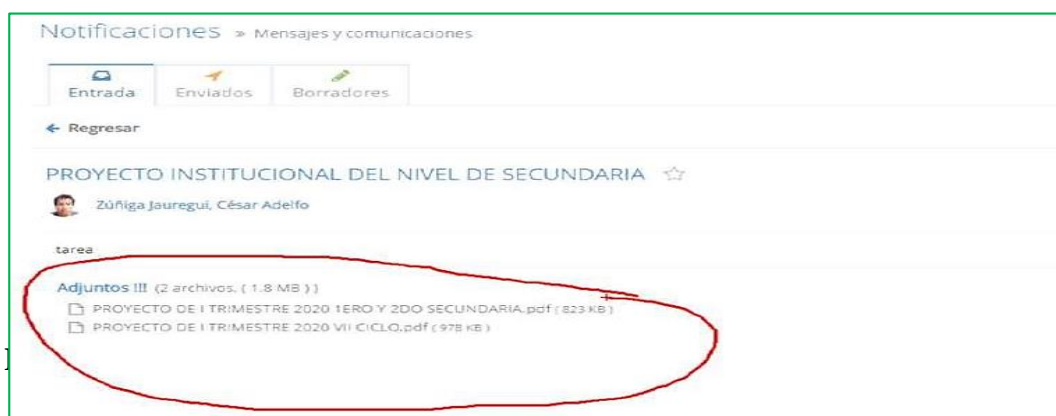 Notificaciones » Mensajes y comunicaciones
Entrada Enviados Borradores
Regresar
PROYECTO INSTITUCIONAL DEL NIVEL DE SECUNDARIA
Zúñiga Jauregui, César Adelfo
tarea
Adjuntos !!! (2 archivos, ( 1.8 MB ) )
PROYECTO DE I TRIMESTRE 2020 1ERO Y 2DO SECUNDARIA.pdf ( 823 KB )
PROYECTO DE I TRIMESTRE 2020 VII CICLO.pdf ( 978 KB )